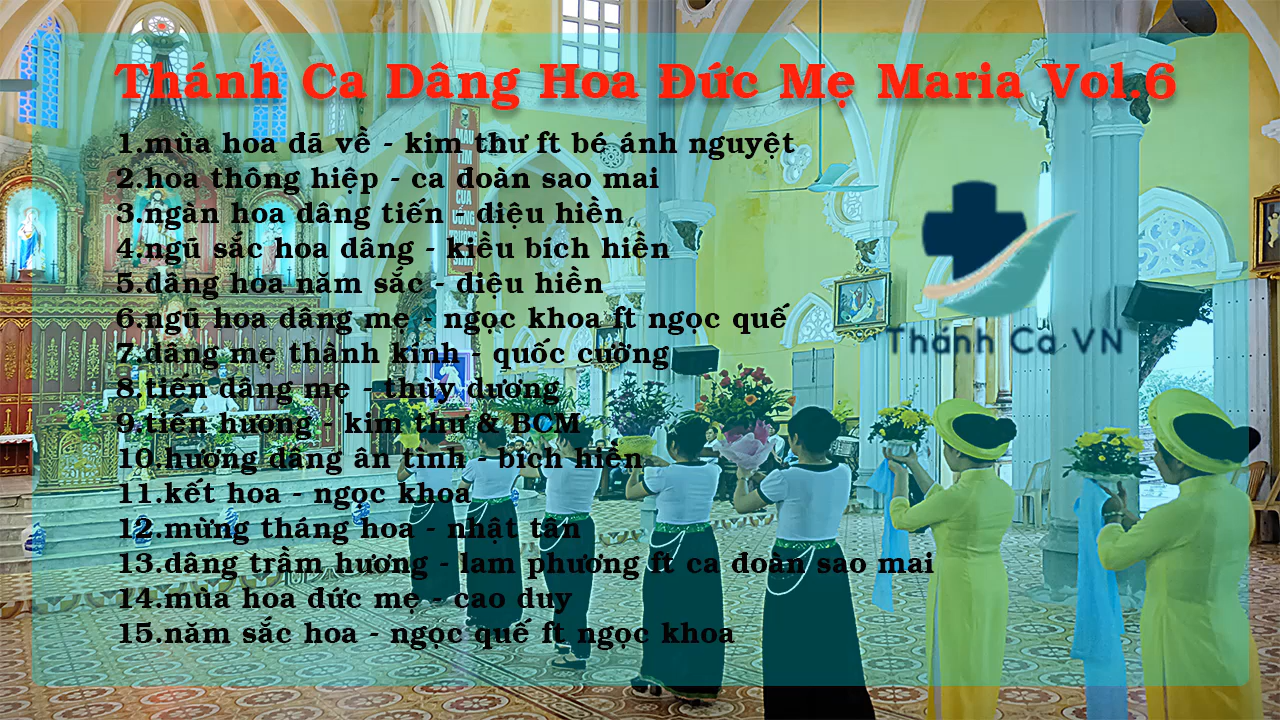 Thánh Ca Dâng Hoa Đức Mẹ Maria Vol.6
1.mùa hoa đã về - kim thư ft bé ánh nguyệt
2.hoa thông hiệp - ca đoàn sao mai
3.ngàn hoa dâng tiến - diệu hiền
4.ngũ sắc hoa dâng - kiều bích hiền
5.dâng hoa năm sắc - diệu hiền
6.ngũ hoa dâng mẹ - ngọc khoa ft ngọc quế
7.dâng mẹ thành kính - quốc cường
8.tiến dâng mẹ - thùy dương
9.tiến hương - kim thư & BCM
10.hương dâng ân tình - bích hiền
11.kết hoa - ngọc khoa
12.mừng tháng hoa - nhật tân
13.dâng trầm hương - lam phương ft ca đoàn sao mai
14.mùa hoa đức mẹ - cao duy
15.năm sắc hoa - ngọc quế ft ngọc khoa
Thánh Ca VN